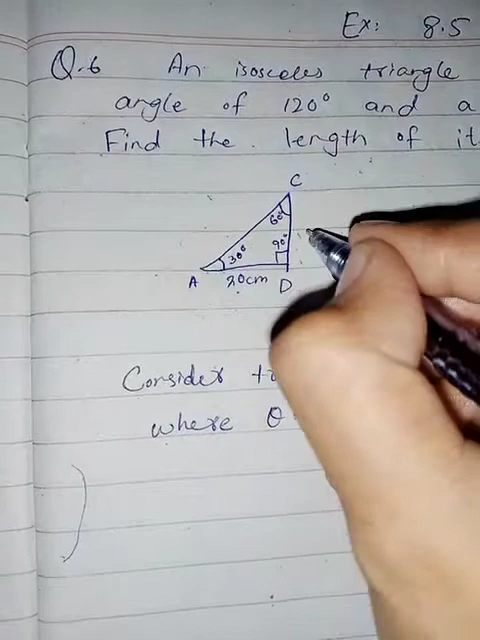 Ex: 8.5
Q.6 An isosceles triangle
angle of 120° and a
Find the length of it
C
60°
90°
30°
A 20cm D
Consider
where θ